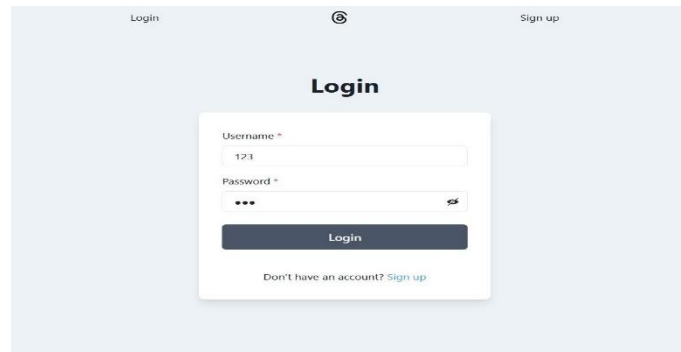 Login Sign up
Login
Username *
123
Password *
•••
Login
Don't have an account? Sign up